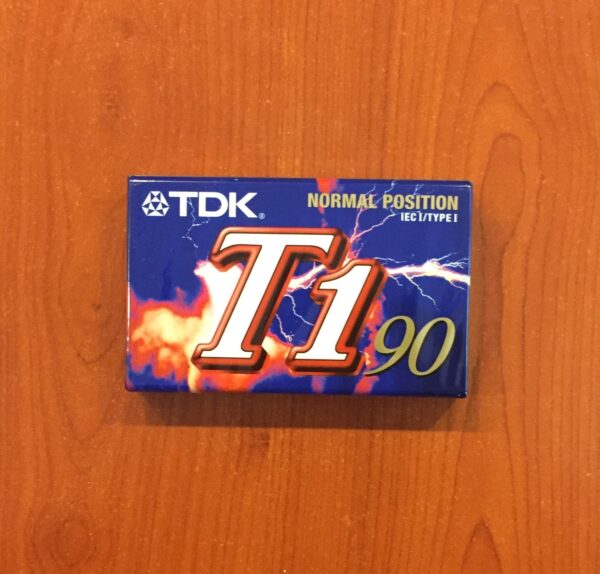 TDK®
NORMAL POSITION
IEC I/TYPE I
T1 90